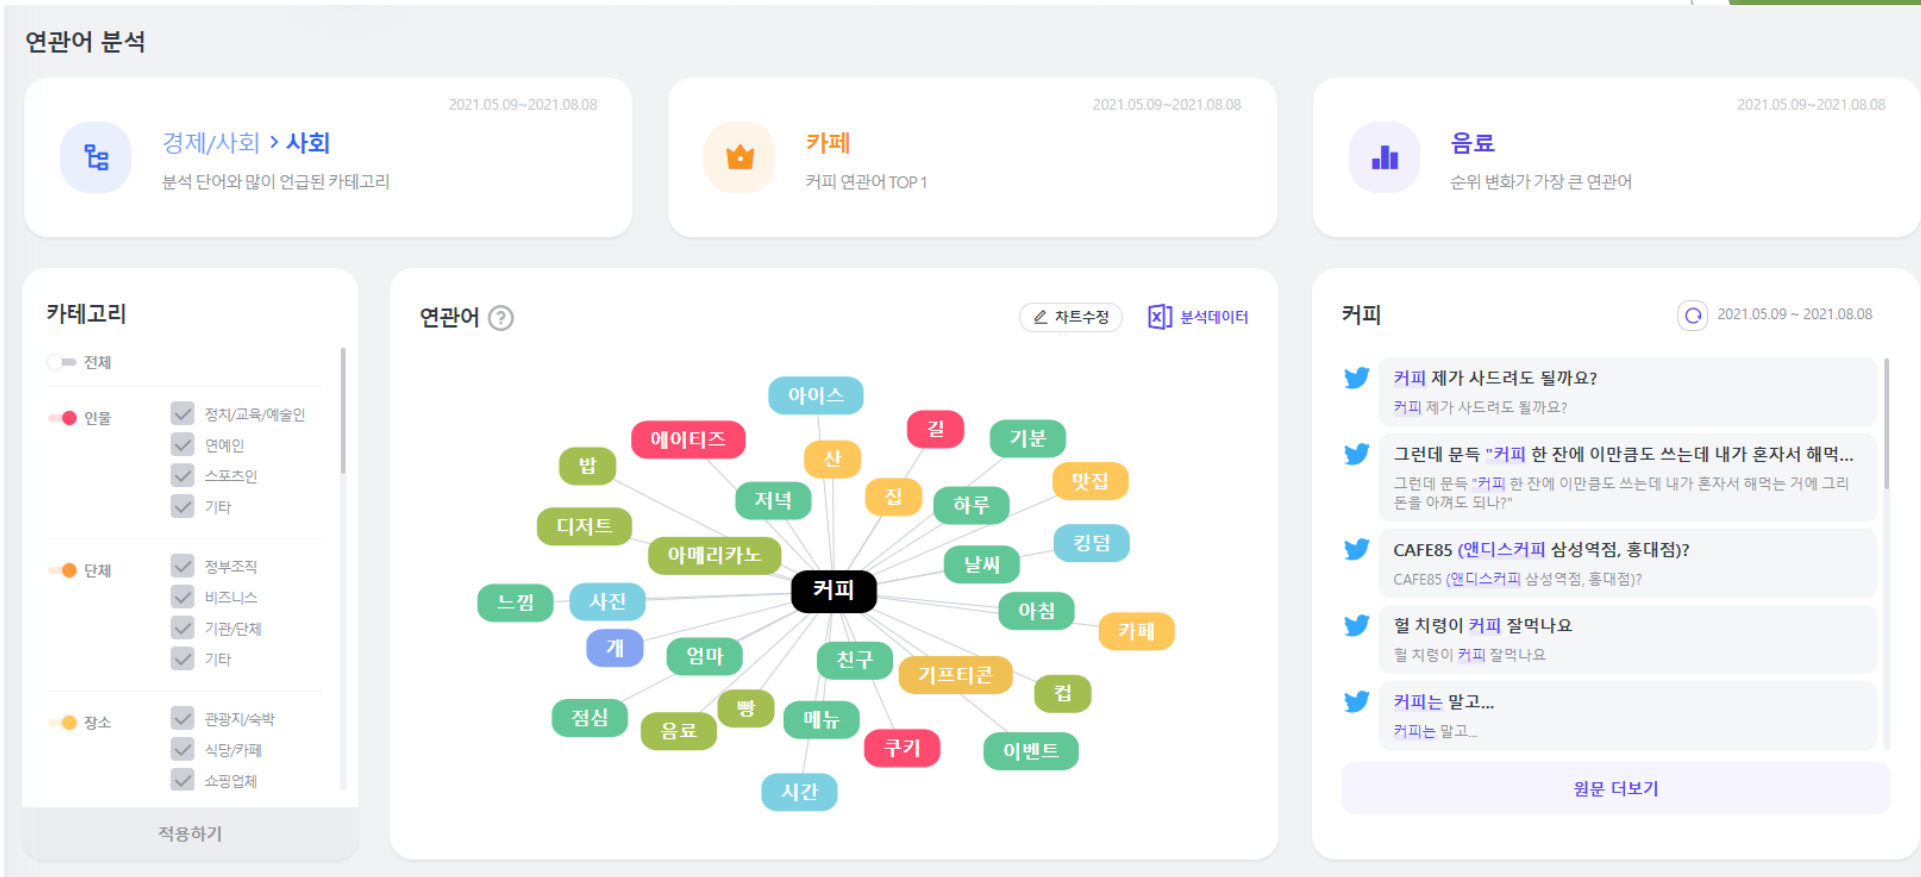 연관어 분석
2021.05.09~2021.08.08
경제/사회 > 사회
분석 단어와 많이 언급된 카테고리
2021.05.09~2021.08.08
카페
커피 연관어 TOP 1
2021.05.09~2021.08.08
음료
순위 변화가 가장 큰 연관어
카테고리
전체
인물
정치/교육/예술인
연예인
스포츠인
기타
단체
정부조직
비즈니스
기관/단체
기타
장소
관광지/숙박
식당/카페
쇼핑업체
적용하기
연관어 ?
차트수정
분석데이터
아이스
에이티즈
길
기분
밥
산
맛집
저녁
집
하루
디저트
아메리카노
킹덤
날씨
커피
느낌
사진
아침
카페
개
엄마
친구
기프티콘
컵
점심
음료
빵
메뉴
쿠키
이벤트
시간
커피
2021.05.09 ~ 2021.08.08
커피 제가 사드려도 될까요?
커피 제가 사드려도 될까요?
그런데 문득 "커피 한 잔에 이만큼도 쓰는데 내가 혼자서 해먹...
그런데 문득 "커피 한 잔에 이만큼도 쓰는데 내가 혼자서 해먹는 거에 그리
돈을 아껴도 되나?"
CAFE85 (앤디스커피 삼성역점, 홍대점)?
CAFE85 (앤디스커피 삼성역점, 홍대점)?
헐 치령이 커피 잘먹나요
헐 치령이 커피 잘먹나요
커피는 말고...
커피는 말고...
원문 더보기